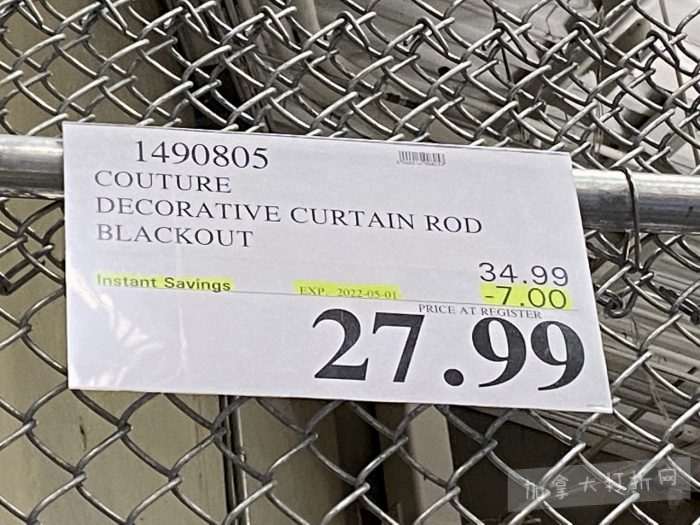 1490805
COUTURE
DECORATIVE CURTAIN ROD
BLACKOUT
34.99
Instant Savings EXP. 2022-05-01 -7.00
PRICE AT REGISTER
27.99
加拿大打折网